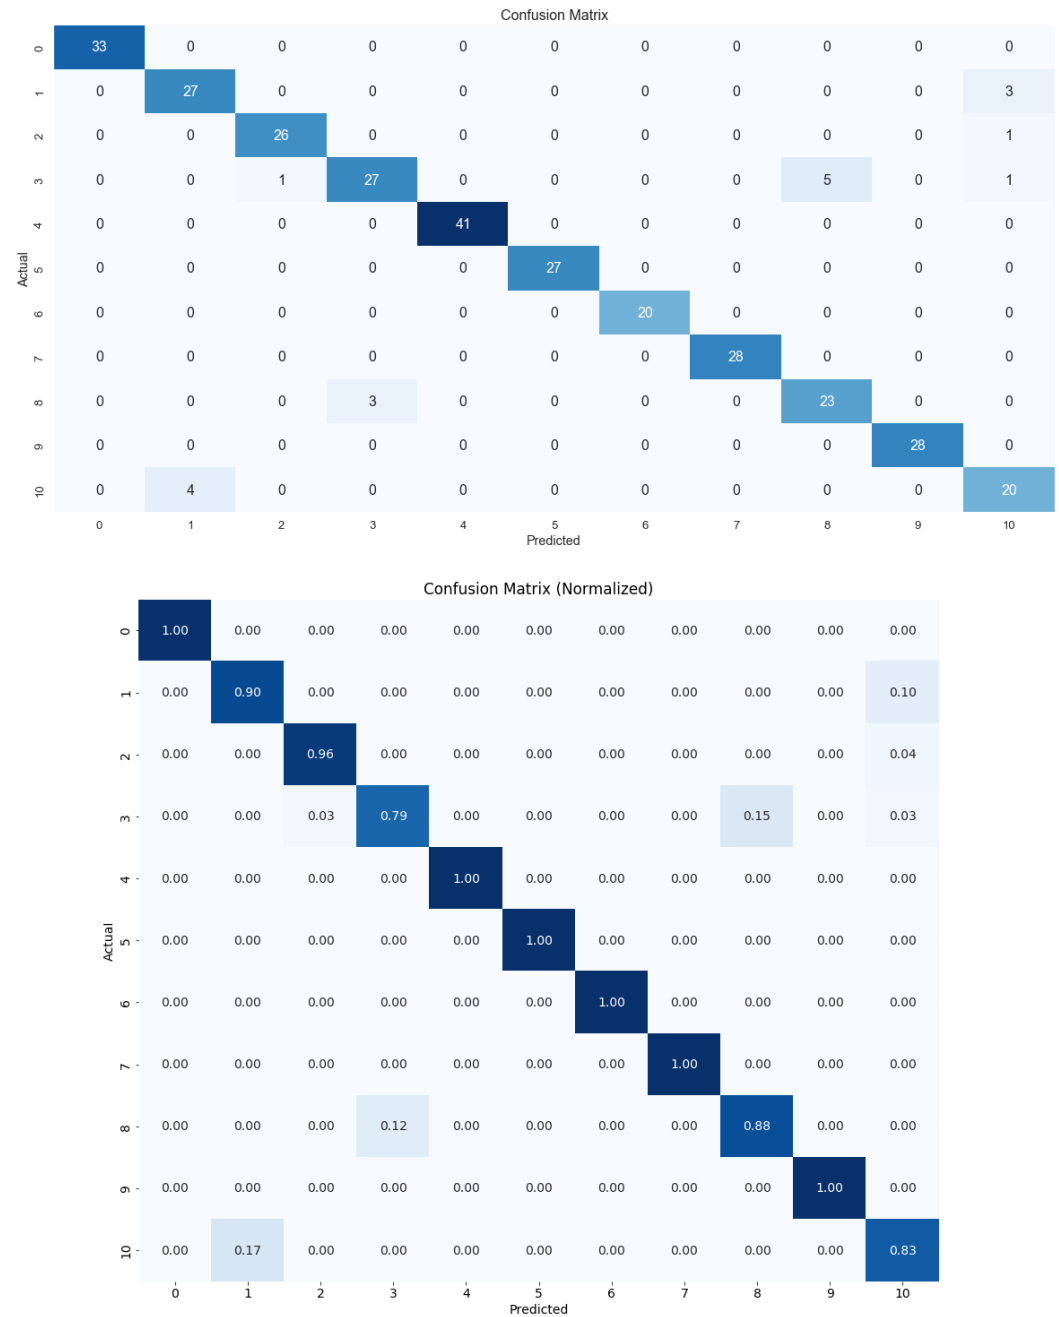 Confusion Matrix
0 33 0 0 0 0 0 0 0 0 0 0
1 0 27 0 0 0 0 0 0 0 0 3
2 0 0 26 0 0 0 0 0 0 0 1
3 0 0 1 27 0 0 0 0 5 0 1
4 0 0 0 0 41 0 0 0 0 0 0
Actual
5 0 0 0 0 0 27 0 0 0 0 0
6 0 0 0 0 0 0 20 0 0 0 0
7 0 0 0 0 0 0 0 28 0 0 0
8 0 0 0 3 0 0 0 0 23 0 0
9 0 0 0 0 0 0 0 0 0 28 0
10 0 4 0 0 0 0 0 0 0 0 20
0 1 2 3 4 5 6 7 8 9 10
Predicted
Confusion Matrix (Normalized)
0 1.00 0.00 0.00 0.00 0.00 0.00 0.00 0.00 0.00 0.00 0.00
1 0.00 0.90 0.00 0.00 0.00 0.00 0.00 0.00 0.00 0.00 0.10
2 0.00 0.00 0.96 0.00 0.00 0.00 0.00 0.00 0.00 0.00 0.04
3 0.00 0.00 0.03 0.79 0.00 0.00 0.00 0.00 0.15 0.00 0.03
4 0.00 0.00 0.00 0.00 1.00 0.00 0.00 0.00 0.00 0.00 0.00
Actual
5 0.00 0.00 0.00 0.00 0.00 1.00 0.00 0.00 0.00 0.00 0.00
6 0.00 0.00 0.00 0.00 0.00 0.00 1.00 0.00 0.00 0.00 0.00
7 0.00 0.00 0.00 0.00 0.00 0.00 0.00 1.00 0.00 0.00 0.00
8 0.00 0.00 0.00 0.12 0.00 0.00 0.00 0.00 0.88 0.00 0.00
9 0.00 0.00 0.00 0.00 0.00 0.00 0.00 0.00 0.00 1.00 0.00
10 0.00 0.17 0.00 0.00 0.00 0.00 0.00 0.00 0.00 0.00 0.83
0 1 2 3 4 5 6 7 8 9 10
Predicted